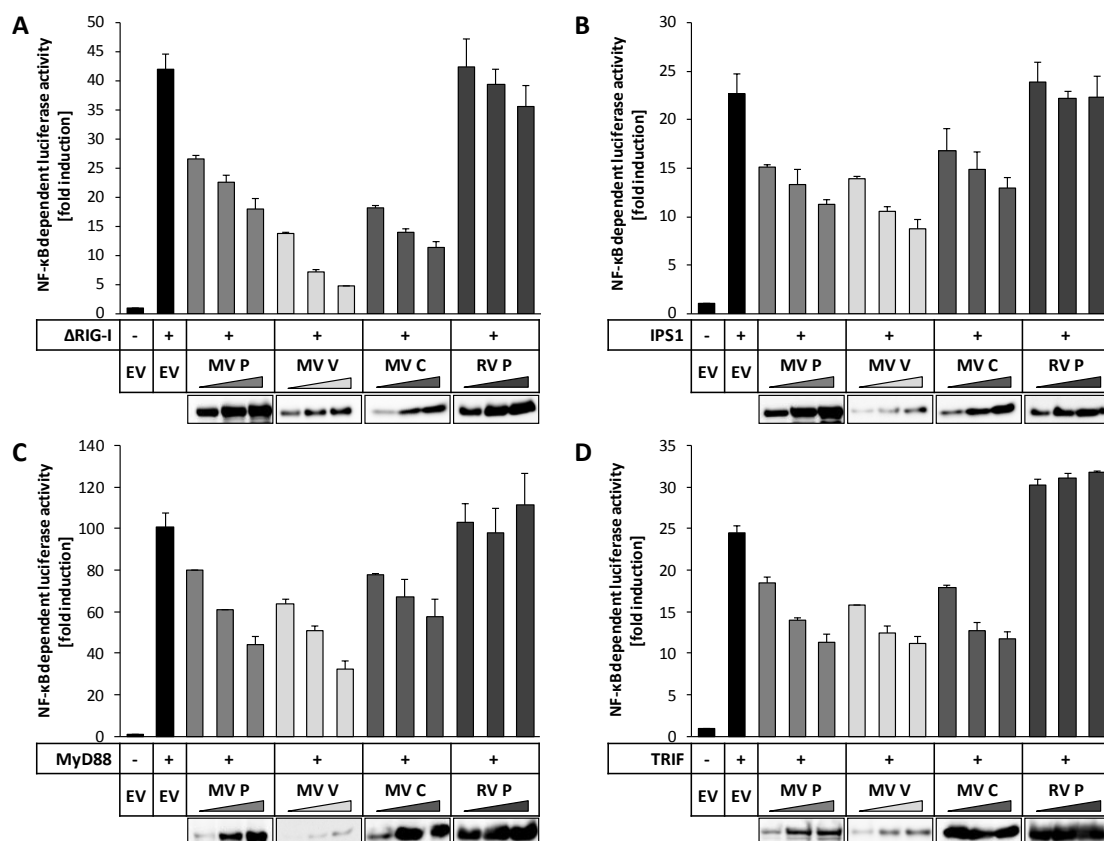 A
NF-κB dependent luciferase activity
[fold induction]
50
45
40
35
30
25
20
15
10
5
0
ΔRIG-I - + + + + +
EV EV MV P MV V MV C RV P
B
NF-κB dependent luciferase activity
[fold induction]
30
25
20
15
10
5
0
IPS1 - + + + + +
EV EV MV P MV V MV C RV P
C
NF-κB dependent luciferase activity
[fold induction]
140
120
100
80
60
40
20
0
MyD88 - + + + + +
EV EV MV P MV V MV C RV P
D
NF-κB dependent luciferase activity
[fold induction]
35
30
25
20
15
10
5
0
TRIF - + + + + +
EV EV MV P MV V MV C RV P